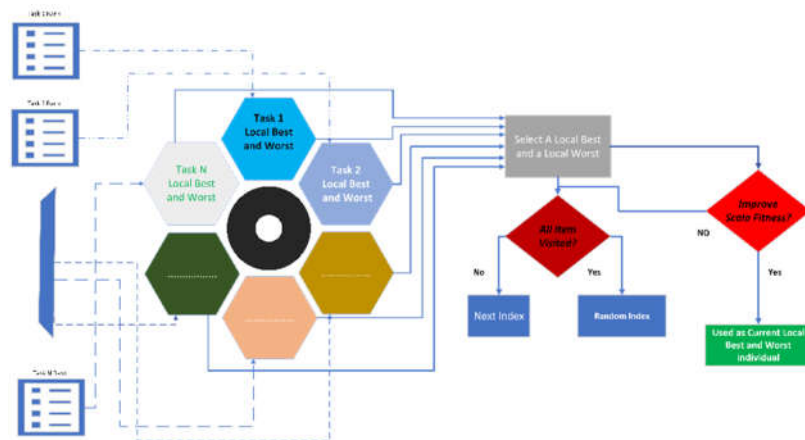 Task 1
Local Best
and Worst
Task N
Local Best
and Worst
Task 2
Local Best
and Worst
Select A Local Best
and a Local Worst
Improve
Score Fitness?
All Item
Visited?
NO
No
Yes
Yes
Next Index
Random Index
Used as Current Local
Best and Worst
individual